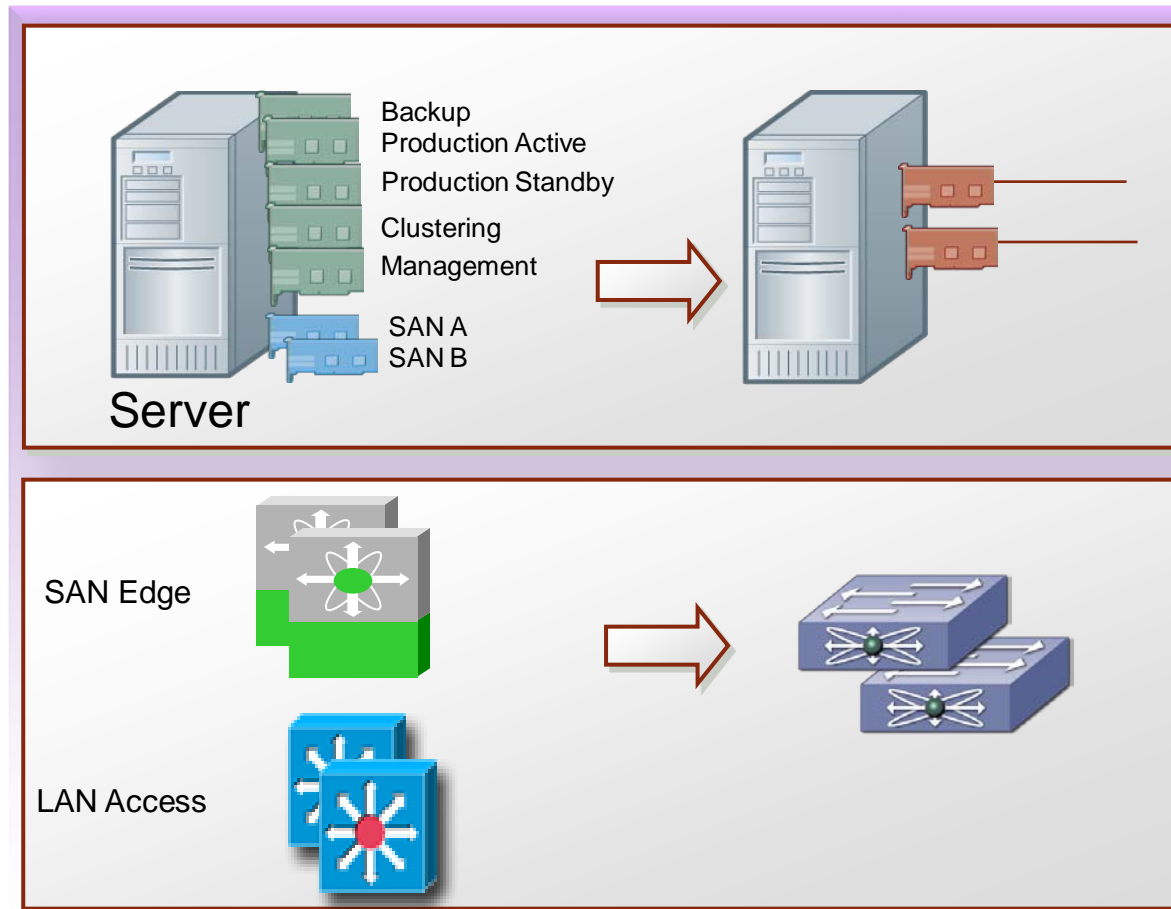 Backup
Production Active
Production Standby
Clustering
Management
SAN A
SAN B
Server
SAN Edge
LAN Access